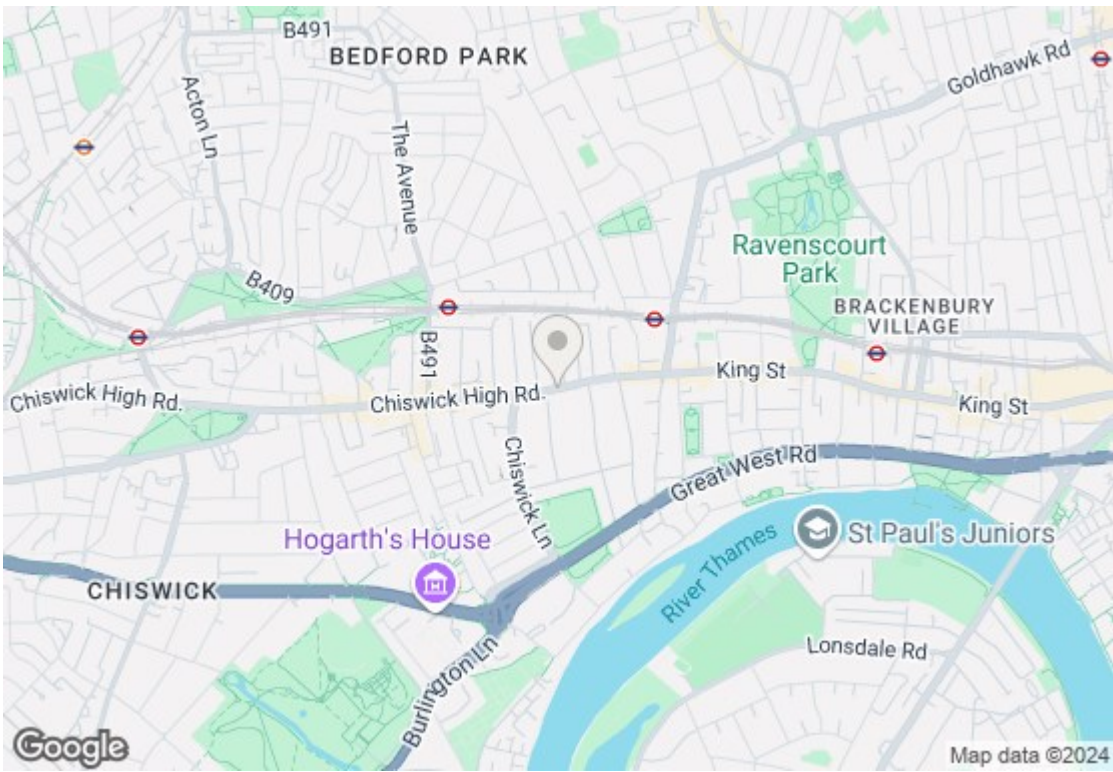 B491
BEDFORD PARK
Goldhawk Rd
Acton Ln
The Avenue
Ravenscourt
Park
B409
BRACKENBURY
VILLAGE
B491
King St
Chiswick High Rd.
Chiswick High Rd.
King St
Chiswick Ln
Great West Rd
Hogarth's House
St Paul's Juniors
River Thames
CHISWICK
Lonsdale Rd
Burlington Ln
Google
Map data ©2024